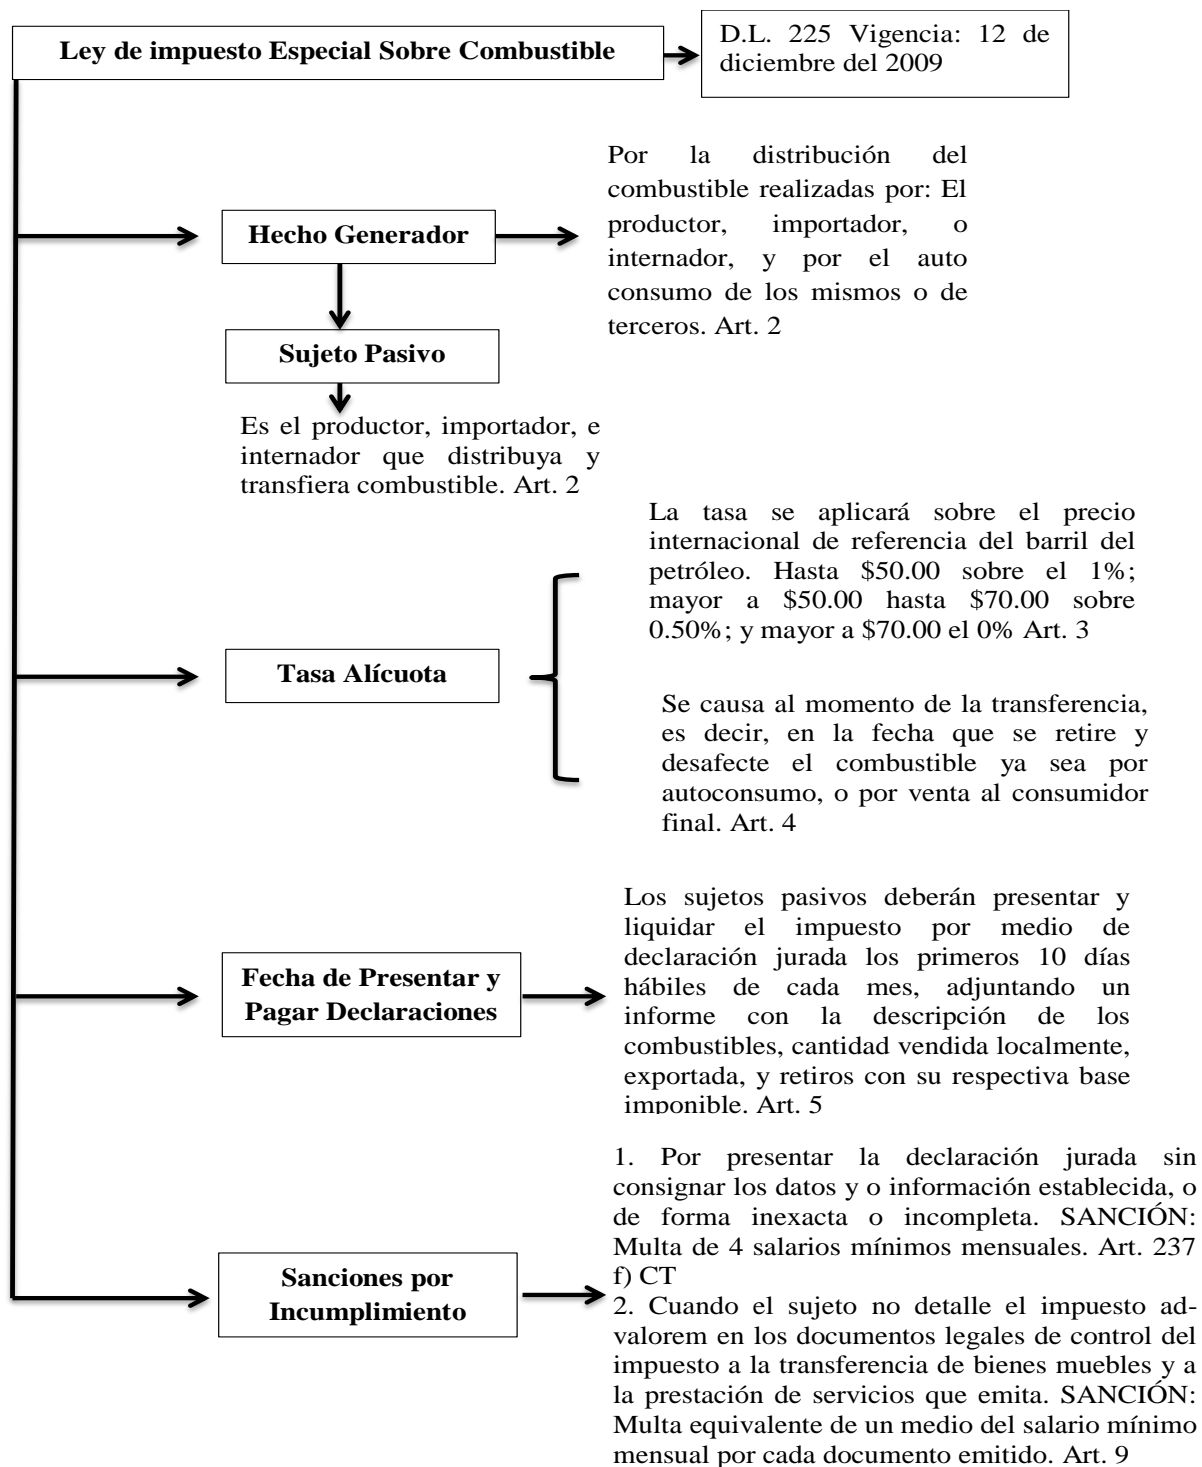 Ley de impuesto Especial Sobre Combustible
D.L. 225 Vigencia: 12 de
diciembre del 2009
Por la distribución del
combustible realizadas por: El
productor, importador, o
internador, y por el auto
consumo de los mismos o de
terceros. Art. 2
Hecho Generador
Sujeto Pasivo
Es el productor, importador, e
internador que distribuya y
transfiera combustible. Art. 2
La tasa se aplicará sobre el precio
internacional de referencia del barril del
petróleo. Hasta $50.00 sobre el 1%;
mayor a $50.00 hasta $70.00 sobre
0.50%; y mayor a $70.00 el 0% Art. 3
Tasa Alícuota
Se causa al momento de la transferencia,
es decir, en la fecha que se retire y
desafecte el combustible ya sea por
autoconsumo, o por venta al consumidor
final. Art. 4
Fecha de Presentar y
Pagar Declaraciones
Los sujetos pasivos deberán presentar y
liquidar el impuesto por medio de
declaración jurada los primeros 10 días
hábiles de cada mes, adjuntando un
informe con la descripción de los
combustibles, cantidad vendida localmente,
exportada, y retiros con su respectiva base
imponible. Art. 5
Sanciones por
Incumplimiento
1. Por presentar la declaración jurada sin
consignar los datos y o información establecida, o
de forma inexacta o incompleta. SANCIÓN:
Multa de 4 salarios mínimos mensuales. Art. 237
f) CT
2. Cuando el sujeto no detalle el impuesto ad-
valorem en los documentos legales de control del
impuesto a la transferencia de bienes muebles y a
la prestación de servicios que emita. SANCIÓN:
Multa equivalente de un medio del salario mínimo
mensual por cada documento emitido. Art. 9